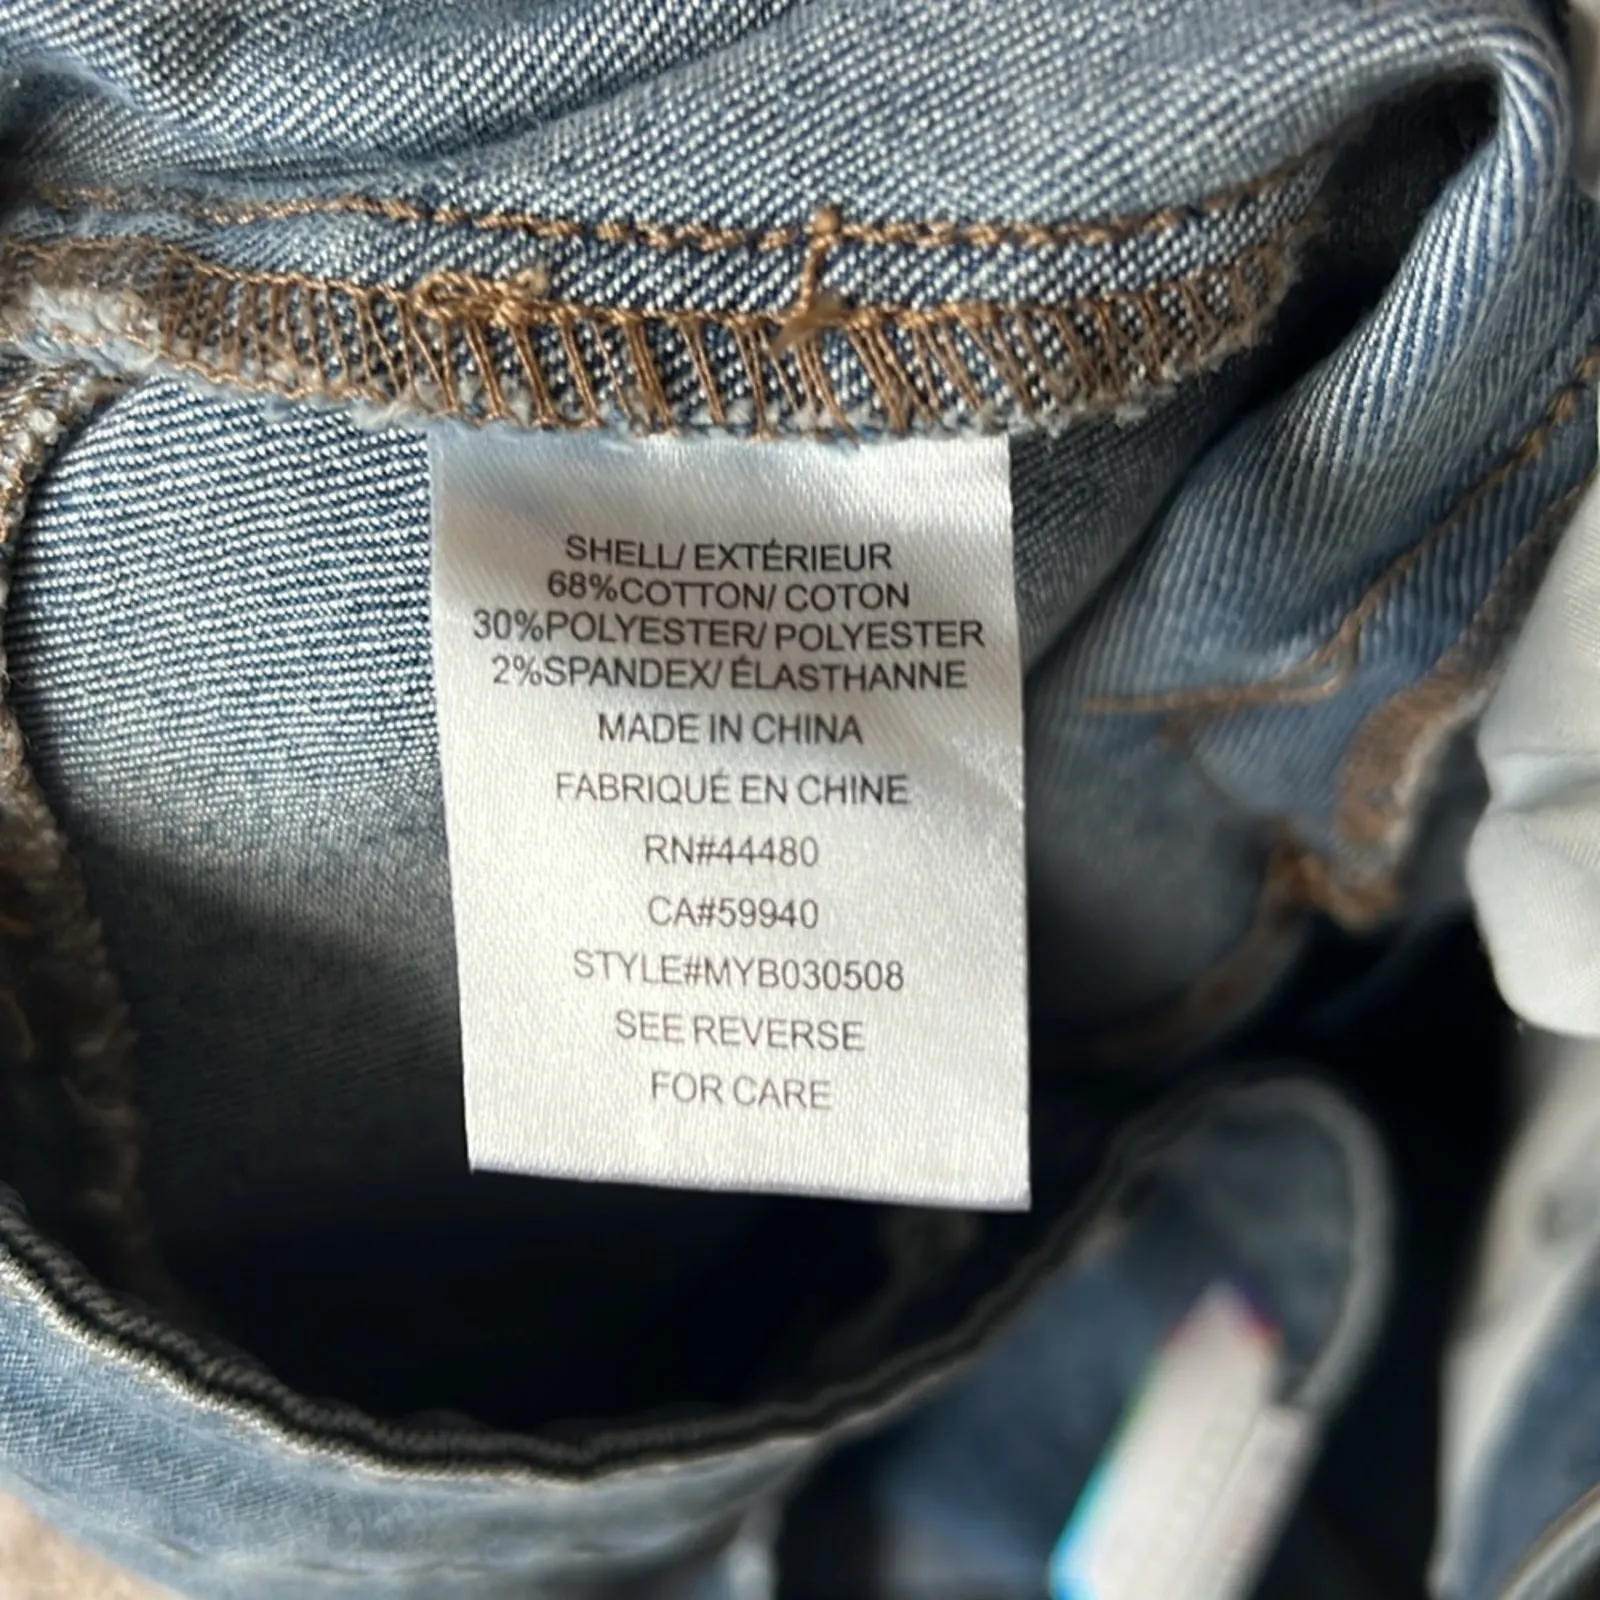 SHELL/ EXTÉRIEUR
68%COTTON/ COTON
30%POLYESTER/ POLYESTER
2%SPANDEX/ ÉLASTHANNE
MADE IN CHINA
FABRIQUÉ EN CHINE
RN#44480
CA#59940
STYLE#MYB030508
SEE REVERSE
FOR CARE